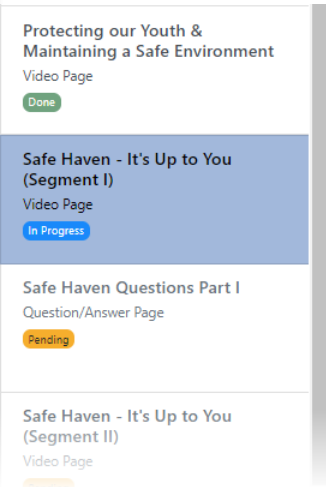 Protecting our Youth &
Maintaining a Safe Environment
Video Page
Done
Safe Haven - It's Up to You
(Segment I)
Video Page
In Progress
Safe Haven Questions Part I
Question/Answer Page
Pending
Safe Haven - It's Up to You
(Segment II)
Video Page